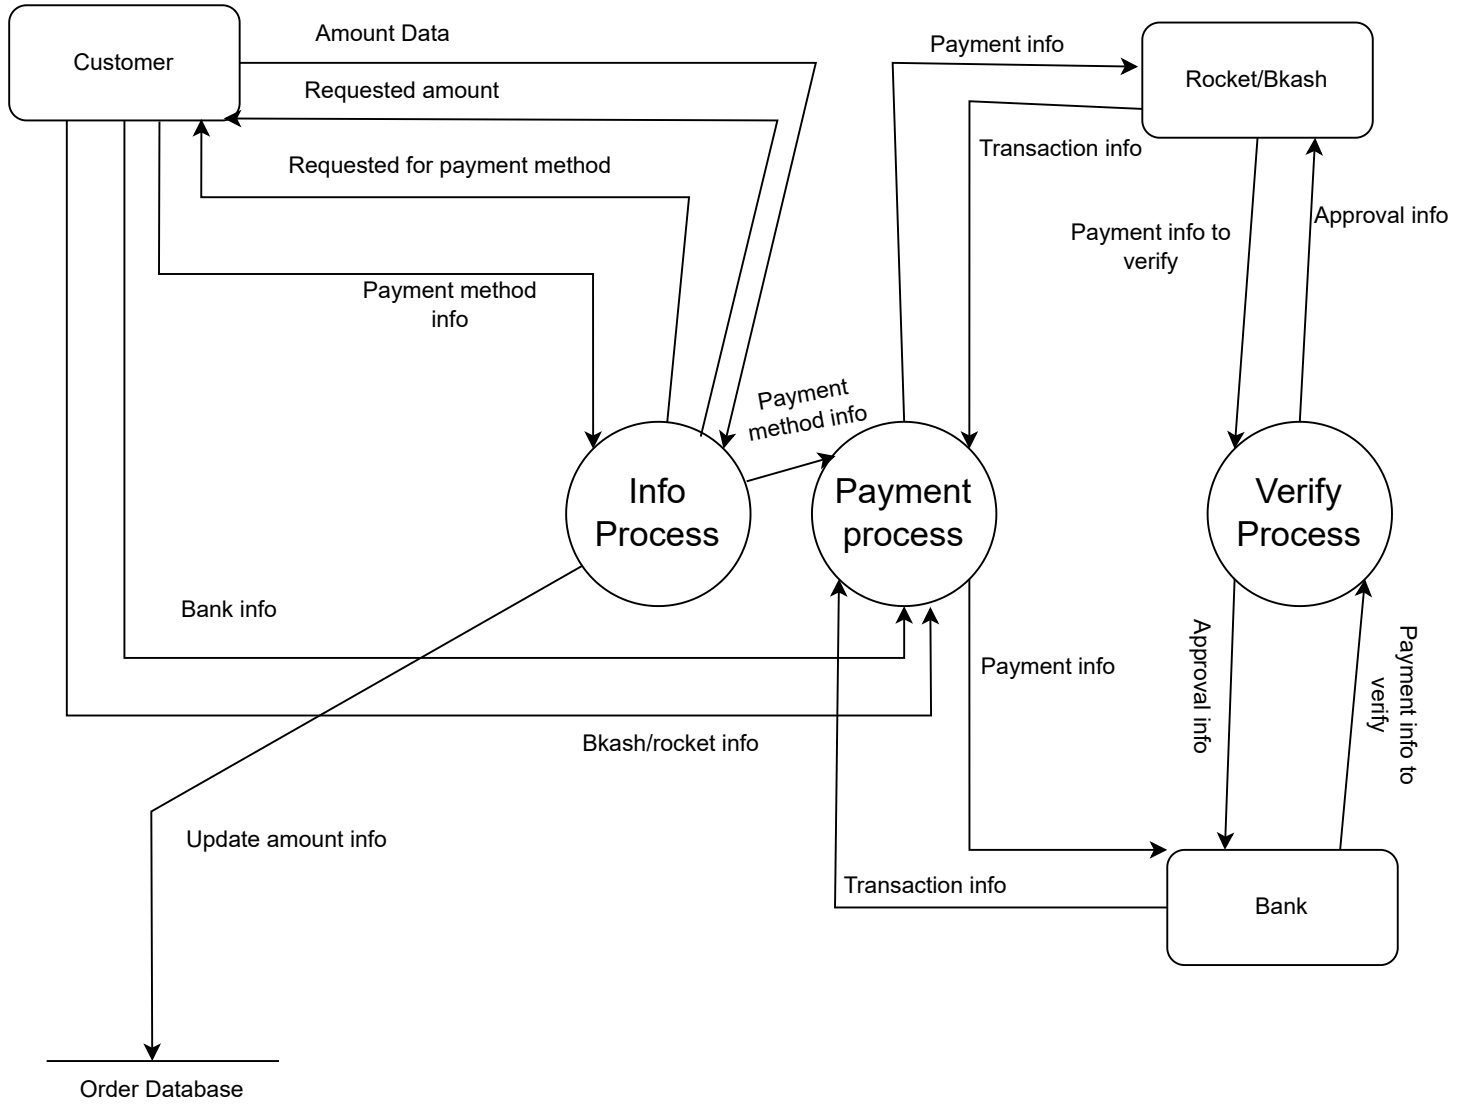 Amount Data
Payment info
Customer
Rocket/Bkash
Requested amount
Transaction info
Requested for payment method
Approval info
Payment info to
verify
Payment method
info
Payment
method info
Info
Process
Payment
process
Verify
Process
Bank info
Payment info
Approval info
Payment info to
verify
Bkash/rocket info
Update amount info
Transaction info
Bank
Order Database